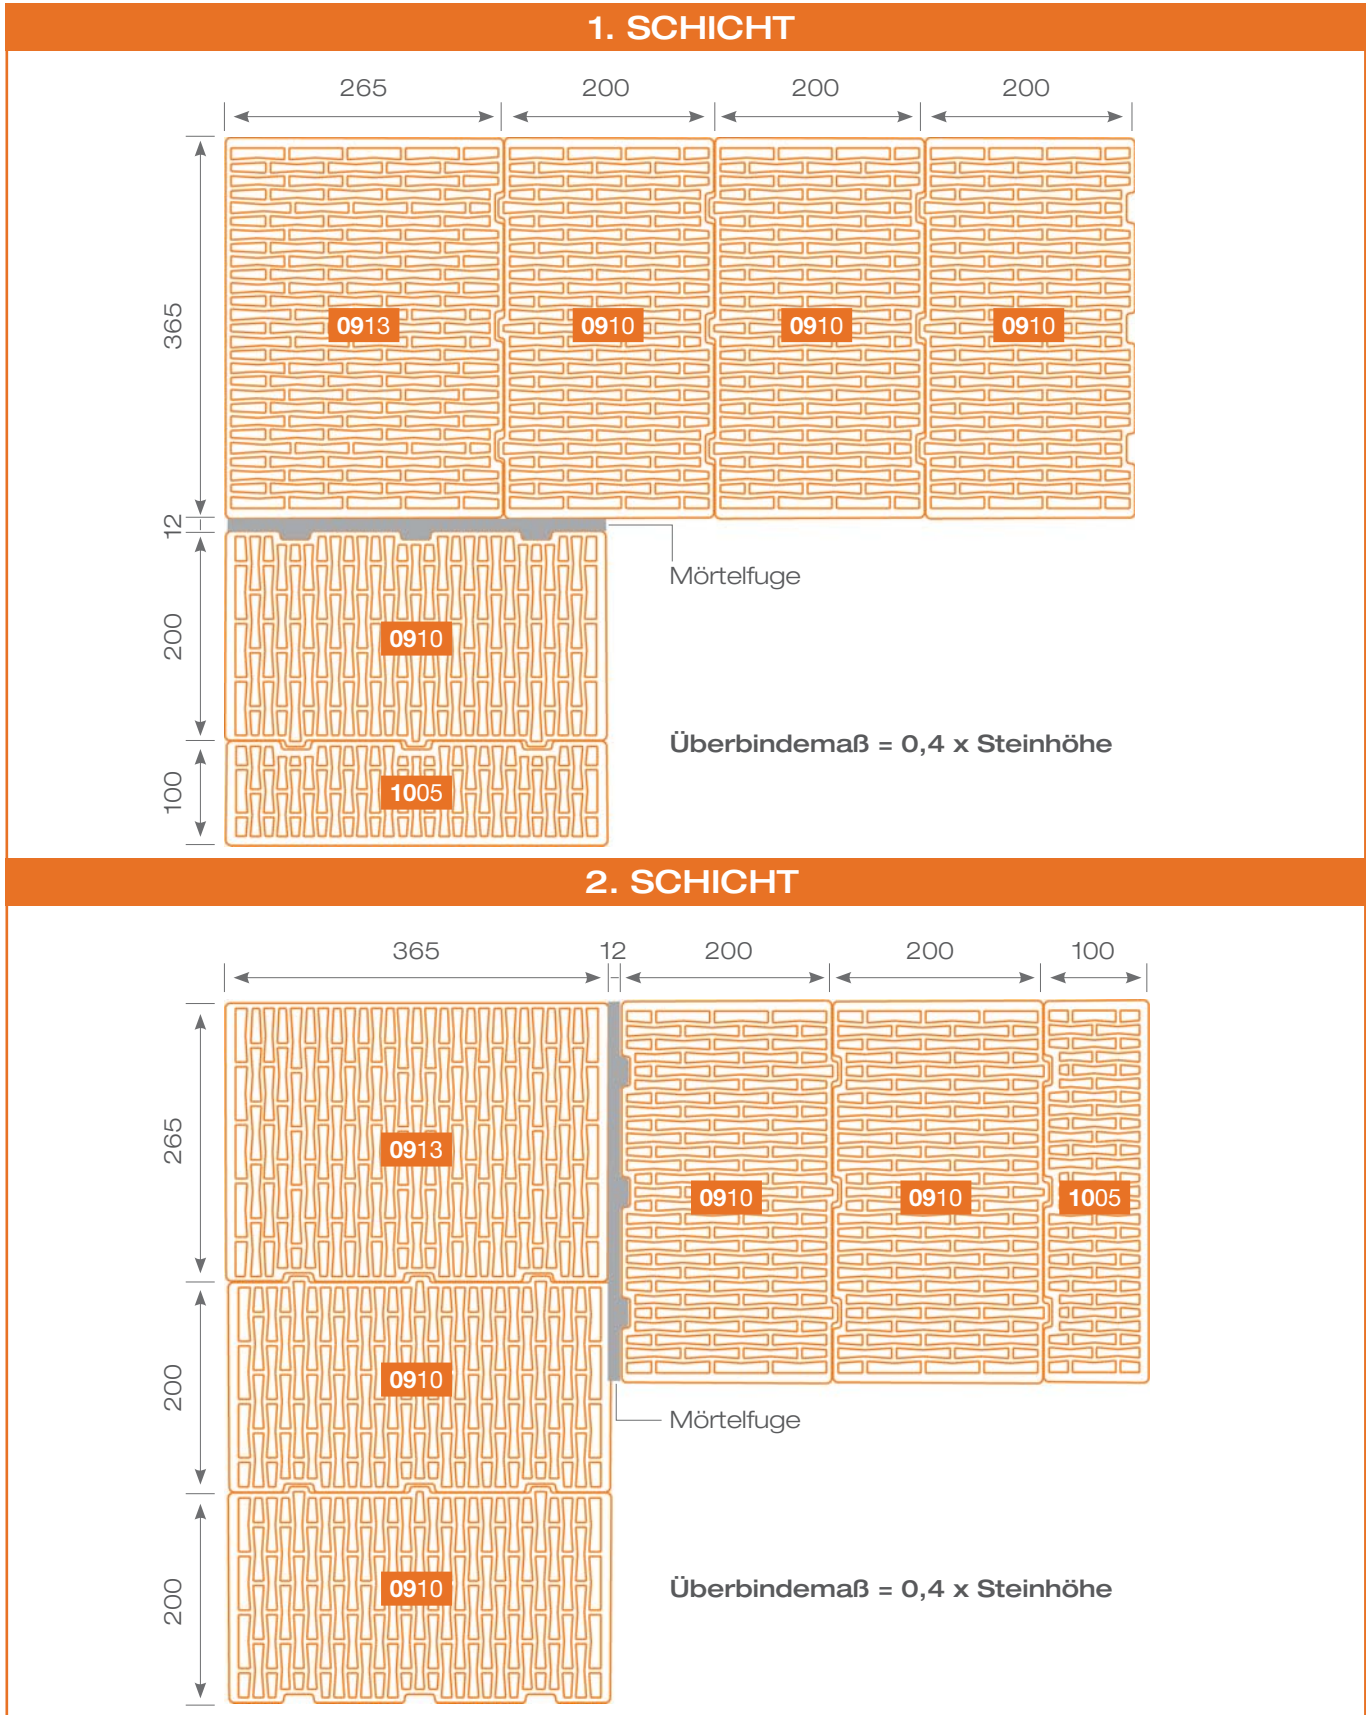 1. SCHICHT
265 200 200 200
365
0913 0910 0910 0910
12
Mörtelfuge
200
0910
Überbindemaß = 0,4 x Steinhöhe
100
1005
2. SCHICHT
365 12 200 200 100
265
0913
0910 0910 1005
200
0910
Mörtelfuge
200
0910
Überbindemaß = 0,4 x Steinhöhe